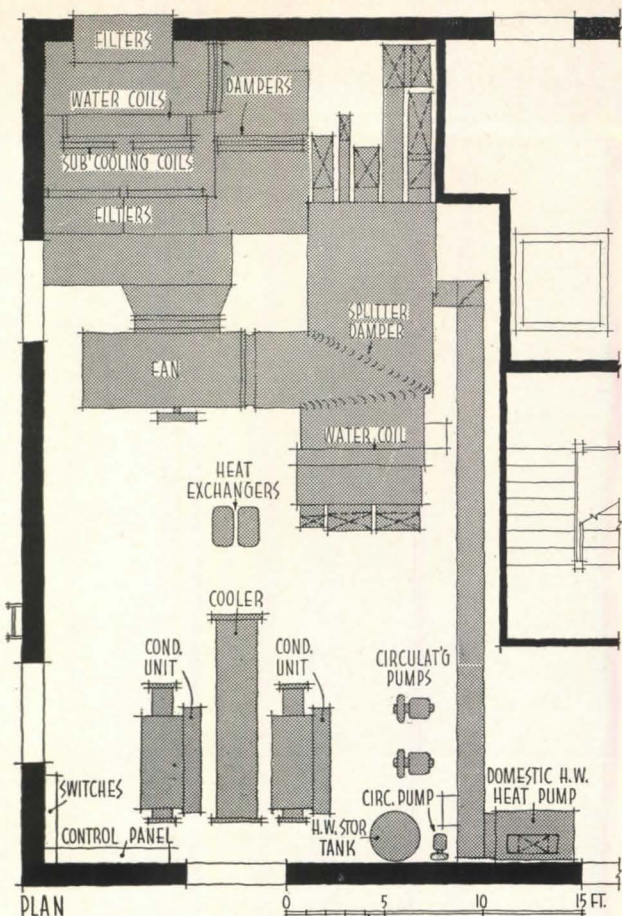 FILTERS
DAMPERS
WATER COILS
SUB COOLING COILS
FILTERS
SPLITTER
DAMPER
FAN
WATER COIL
HEAT
EXCHANGERS
COOLER
COND.
UNIT
COND.
UNIT
CIRCULAT'G
PUMPS
SWITCHES
CONTROL PANEL
CIRC. PUMP
H.W. STOR.
TANK
DOMESTIC H.W.
HEAT PUMP
PLAN
0 5 10 15 FT.